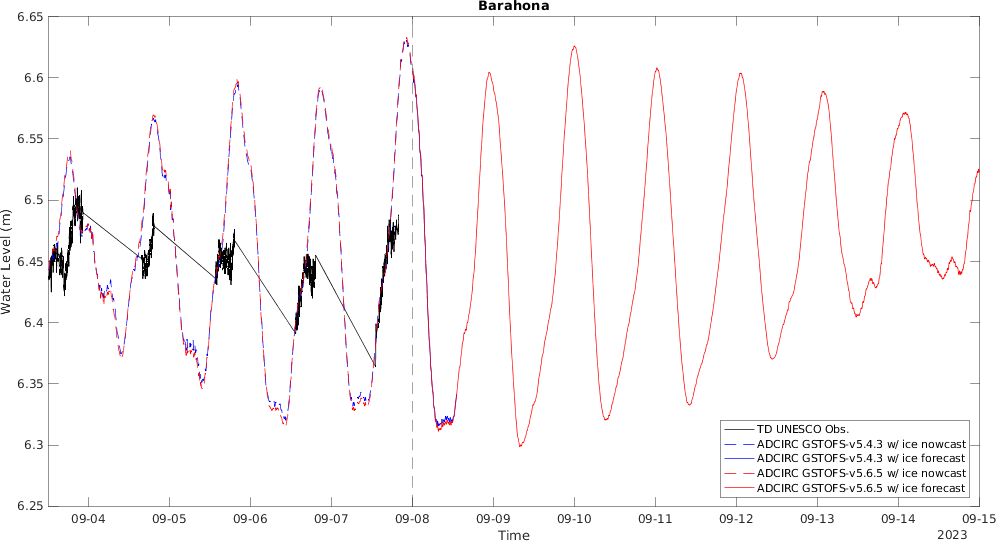 Barahona
Water Level (m)
6.65
6.6
6.55
6.5
6.45
6.4
6.35
6.3
6.25
TD UNESCO Obs.
ADCIRC GSTOFS-v5.4.3 w/ ice nowcast
ADCIRC GSTOFS-v5.4.3 w/ ice forecast
ADCIRC GSTOFS-v5.6.5 w/ ice nowcast
ADCIRC GSTOFS-v5.6.5 w/ ice forecast
09-04 09-05 09-06 09-07 09-08 09-09 09-10 09-11 09-12 09-13 09-14 09-15
Time
2023